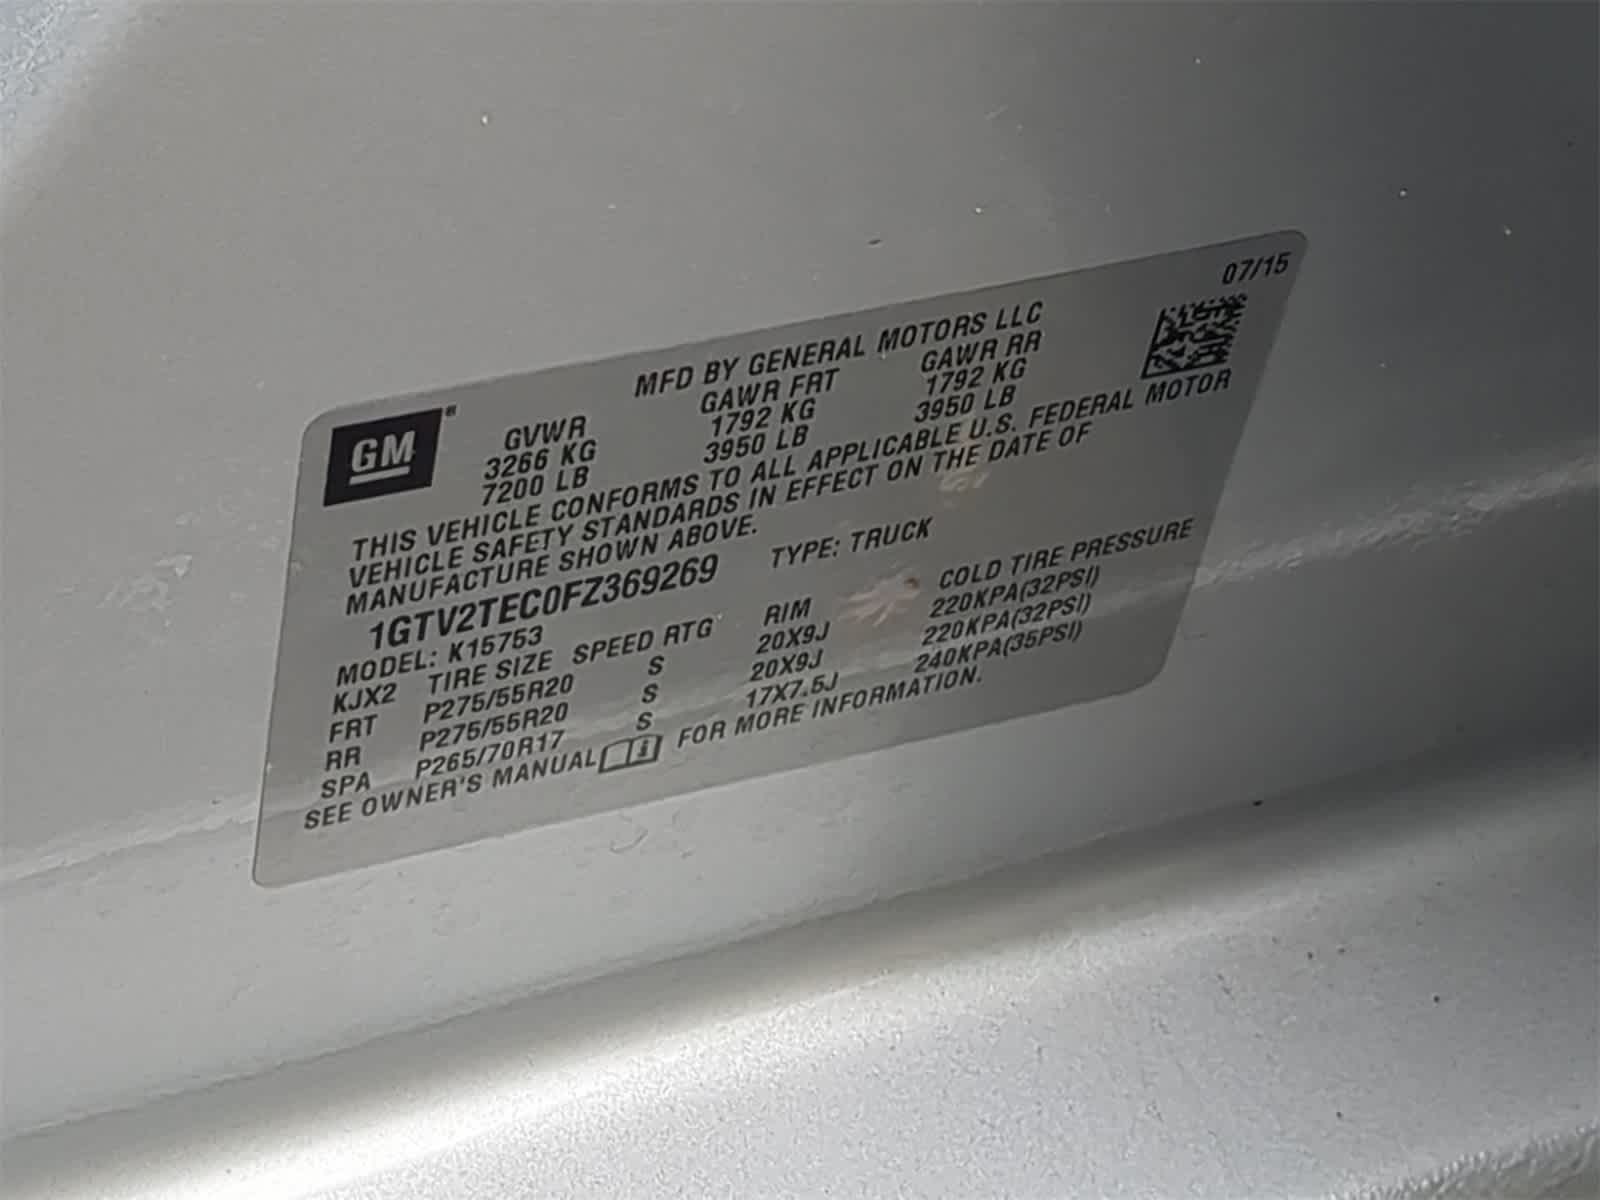 07/15
MFD BY GENERAL MOTORS LLC
GM®
GVWR GAWR FRT GAWR RR
3266 KG 1792 KG 1792 KG
7200 LB 3950 LB 3950 LB
THIS VEHICLE CONFORMS TO ALL APPLICABLE U.S. FEDERAL MOTOR
VEHICLE SAFETY STANDARDS IN EFFECT ON THE DATE OF
MANUFACTURE SHOWN ABOVE.
1GTV2TEC0FZ369269 TYPE: TRUCK
MODEL: K15753
KJX2 TIRE SIZE SPEED RTG RIM COLD TIRE PRESSURE
FRT P275/55R20 S 20X9J 220KPA(32PSI)
RR P275/55R20 S 20X9J 220KPA(32PSI)
SPA P265/70R17 S 17X7.5J 240KPA(35PSI)
SEE OWNER'S MANUAL FOR MORE INFORMATION.